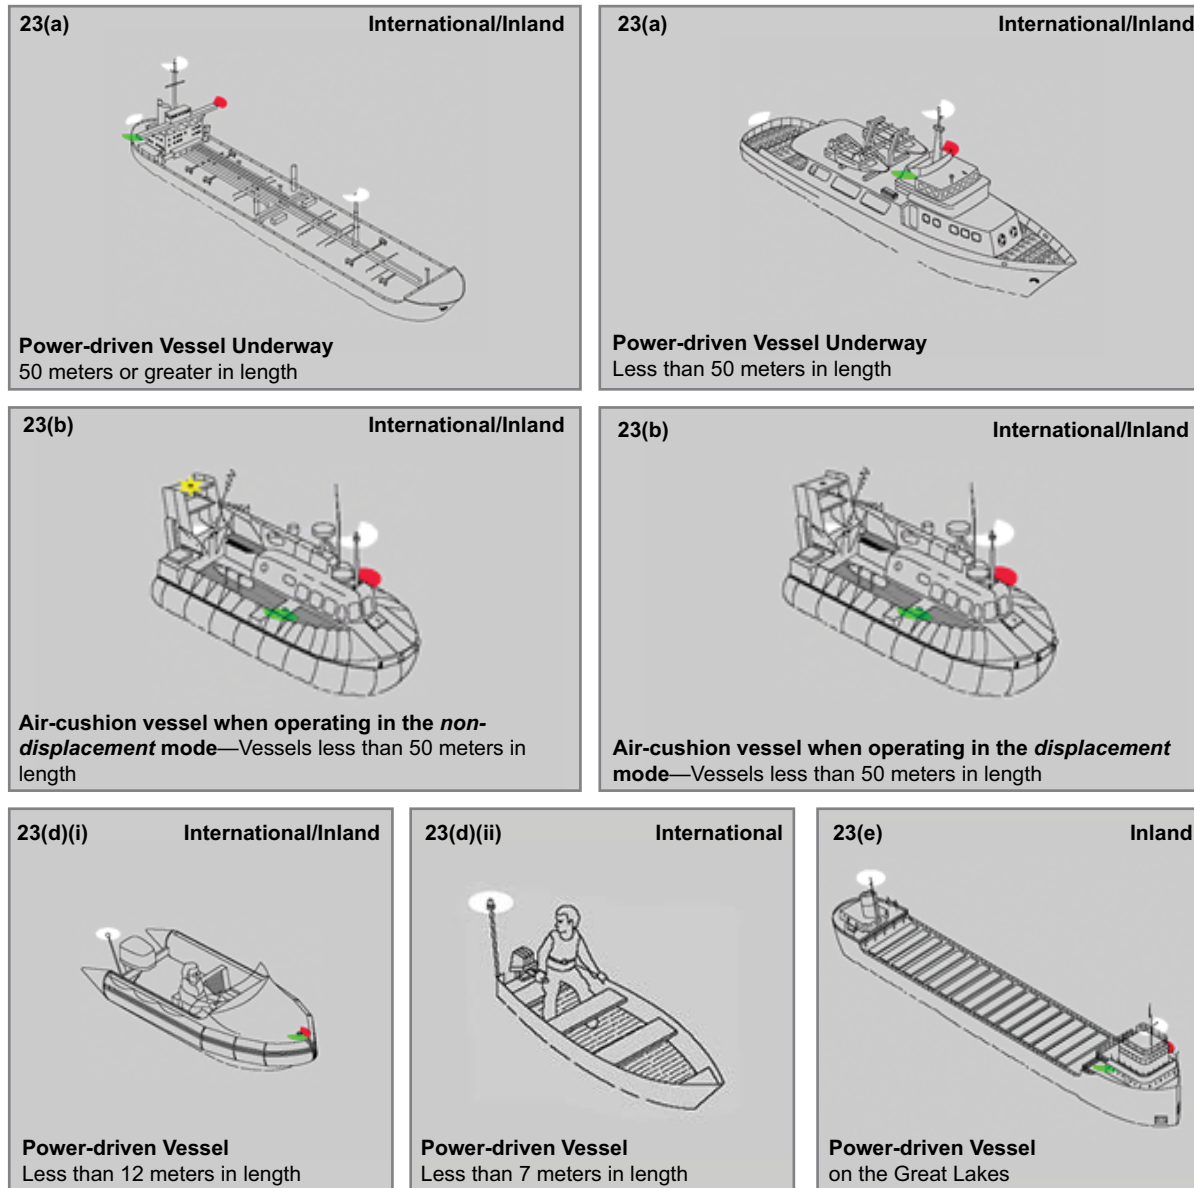 23(a) International/Inland
Power-driven Vessel Underway
50 meters or greater in length
23(a) International/Inland
Power-driven Vessel Underway
Less than 50 meters in length
23(b) International/Inland
Air-cushion vessel when operating in the non-
displacement mode—Vessels less than 50 meters in
length
23(b) International/Inland
Air-cushion vessel when operating in the displacement
mode—Vessels less than 50 meters in length
23(d)(i) International/Inland
Power-driven Vessel
Less than 12 meters in length
23(d)(ii) International
Power-driven Vessel
Less than 7 meters in length
23(e) Inland
Power-driven Vessel
on the Great Lakes